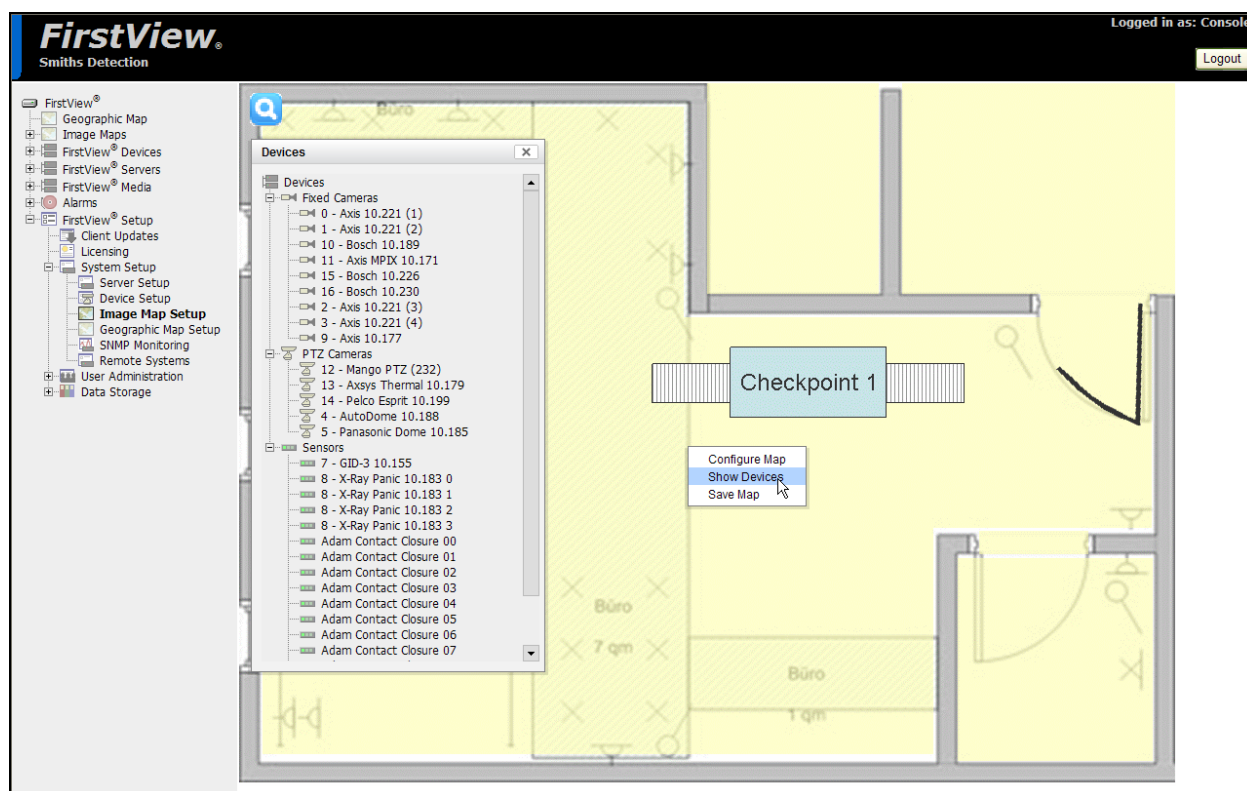 FirstView®
Smiths Detection
Logged in as: Console
Logout
FirstView®
Geographic Map
Image Maps
FirstView® Devices
FirstView® Servers
FirstView® Media
Alarms
FirstView® Setup
Client Updates
Licensing
System Setup
Server Setup
Device Setup
Image Map Setup
Geographic Map Setup
SNMP Monitoring
Remote Systems
User Administration
Data Storage
Büro
Devices
Devices
Fixed Cameras
0 - Axis 10.221 (1)
1 - Axis 10.221 (2)
10 - Bosch 10.189
11 - Axis MPIX 10.171
15 - Bosch 10.226
16 - Bosch 10.230
2 - Axis 10.221 (3)
3 - Axis 10.221 (4)
9 - Axis 10.177
PTZ Cameras
12 - Mango PTZ (232)
13 - Axsys Thermal 10.179
14 - Pelco Esprit 10.199
4 - AutoDome 10.188
5 - Panasonic Dome 10.185
Sensors
7 - GID-3 10.155
8 - X-Ray Panic 10.183 0
8 - X-Ray Panic 10.183 1
8 - X-Ray Panic 10.183 2
8 - X-Ray Panic 10.183 3
Adam Contact Closure 00
Adam Contact Closure 01
Adam Contact Closure 02
Adam Contact Closure 03
Adam Contact Closure 04
Adam Contact Closure 05
Adam Contact Closure 06
Adam Contact Closure 07
Checkpoint 1
Configure Map
Show Devices
Save Map
Büro
7 qm
Büro
1 qm